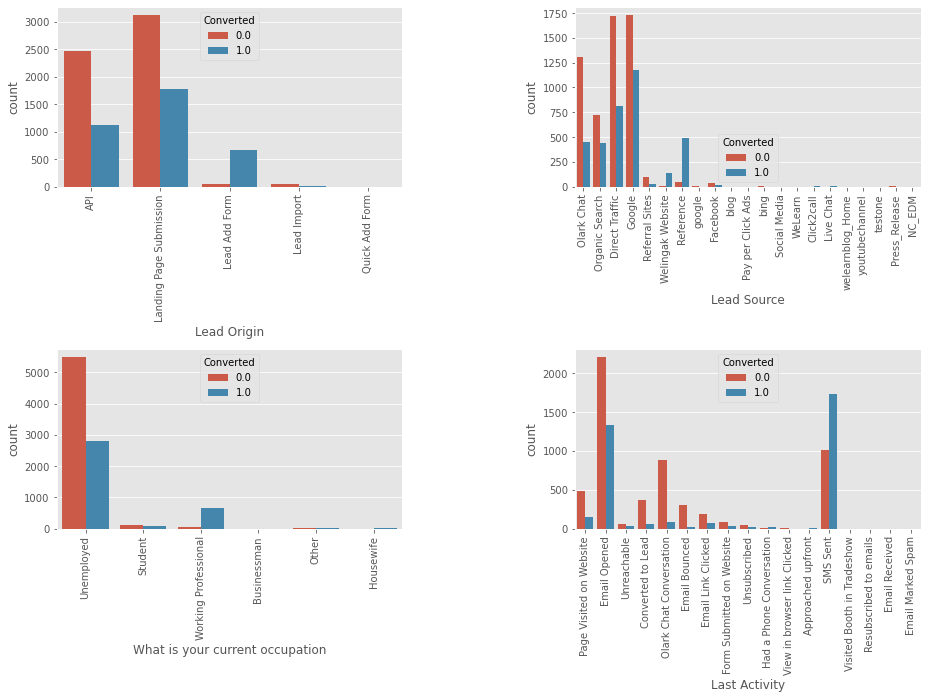 Converted
0.0
1.0
3000
2500
2000
1500
1000
500
0
count
API
Landing Page Submission
Lead Add Form
Lead Import
Quick Add Form
Lead Origin
Converted
0.0
1.0
1750
1500
1250
1000
750
500
250
0
count
Olark Chat
Organic Search
Direct Traffic
Google
Referral Sites
Welingak Website
Reference
google
Facebook
blog
Pay per Click Ads
bing
Social Media
WeLearn
Click2call
Live Chat
welearnblog_Home
youtubechannel
testone
Press_Release
NC_EDM
Lead Source
Converted
0.0
1.0
5000
4000
3000
2000
1000
0
count
Unemployed
Student
Working Professional
Businessman
Other
Housewife
What is your current occupation
Converted
0.0
1.0
2000
1500
1000
500
0
count
Page Visited on Website
Email Opened
Unreachable
Converted to Lead
Olark Chat Conversation
Email Bounced
Email Link Clicked
Form Submitted on Website
Unsubscribed
Had a Phone Conversation
View in browser link Clicked
Approached upfront
SMS Sent
Visited Booth in Tradeshow
Resubscribed to emails
Email Received
Email Marked Spam
Last Activity